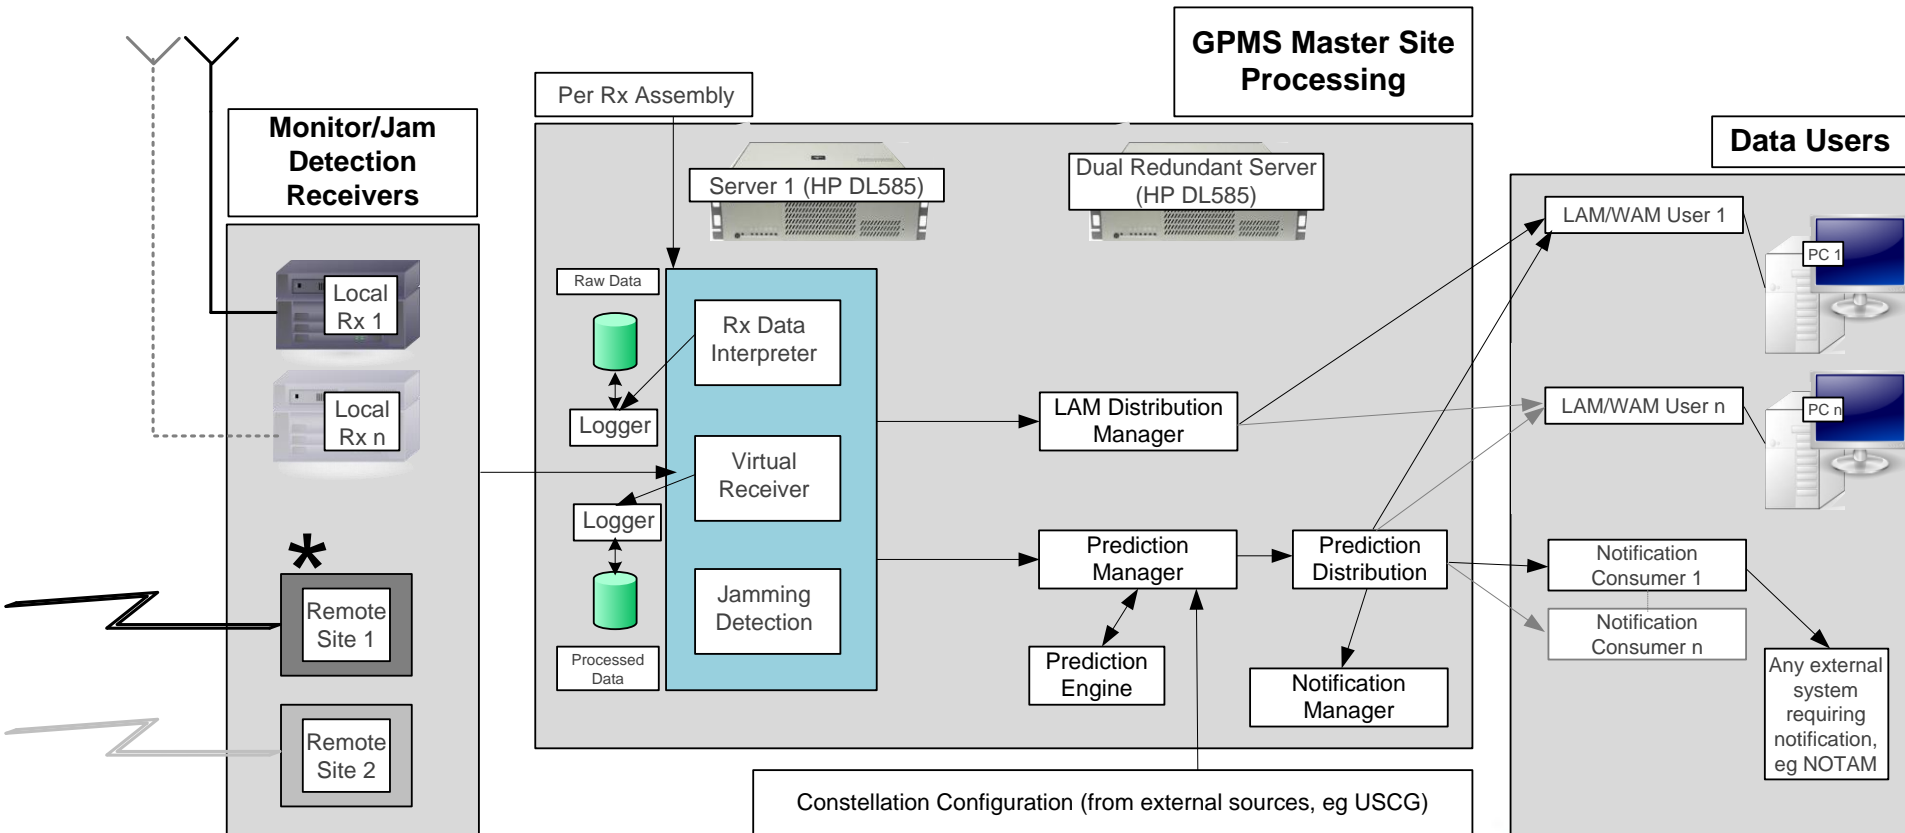 GPMS Master Site
Processing
Per Rx Assembly
Monitor/Jam
Detection
Receivers
Data Users
Server 1 (HP DL585)
Dual Redundant Server
(HP DL585)
LAM/WAM User 1
PC 1
Raw Data
Local
Rx 1
Rx Data
Interpreter
Local
Rx n
Logger
LAM Distribution
Manager
LAM/WAM User n
PC n
Virtual
Receiver
Logger
Prediction
Manager
Prediction
Distribution
Notification
Consumer 1
*
Remote
Site 1
Jamming
Detection
Notification
Consumer n
Processed
Data
Prediction
Engine
Notification
Manager
Any external
system
requiring
notification,
eg NOTAM
Remote
Site 2
Constellation Configuration (from external sources, eg USCG)